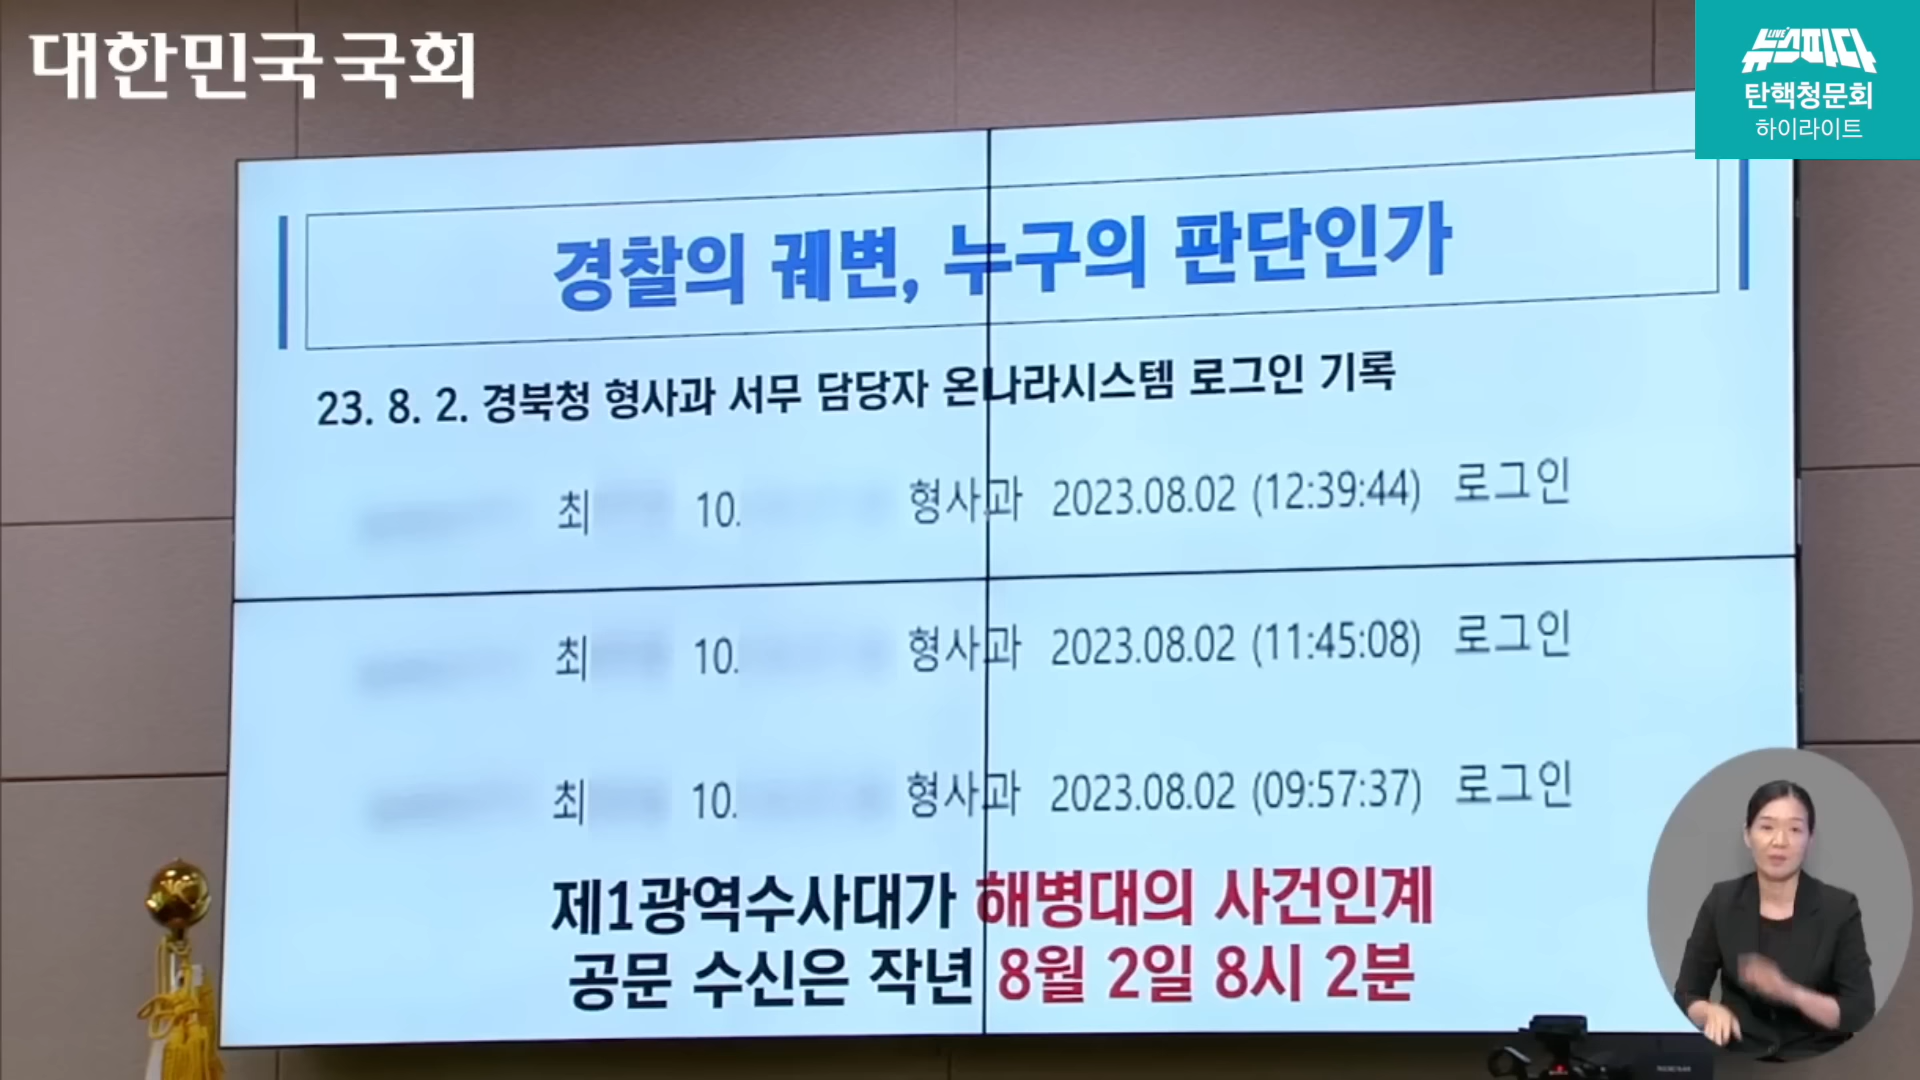 대한민국 국회
LIVE
뉴스피다
탄핵청문회
하이라이트
경찰의 궤변, 누구의 판단인가
23. 8. 2. 경북청 형사과 서무 담당자 온나라시스템 로그인 기록
최 10. 형사과 2023.08.02 (12:39:44) 로그인
최 10. 형사과 2023.08.02 (11:45:08) 로그인
최 10. 형사과 2023.08.02 (09:57:37) 로그인
제1광역수사대가 해병대의 사건인계
공문 수신은 작년 8월 2일 8시 2분